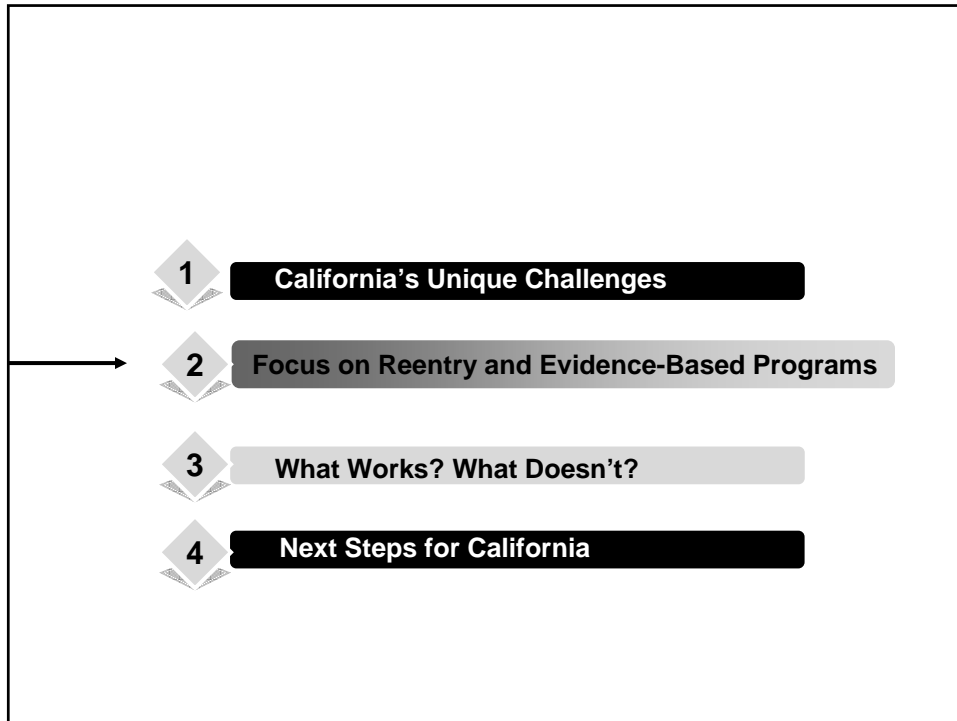 1 California’s Unique Challenges
2 Focus on Reentry and Evidence-Based Programs
3 What Works? What Doesn’t?
4 Next Steps for California